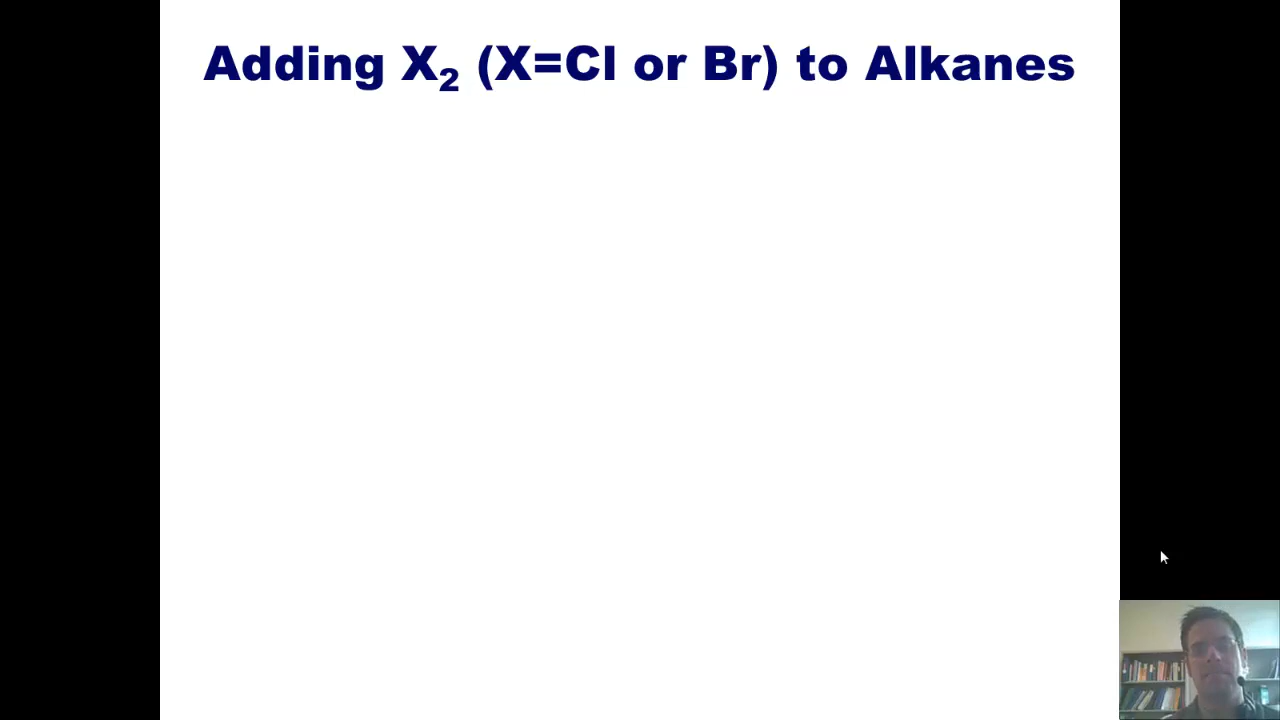 Adding X₂ (X=Cl or Br) to Alkanes